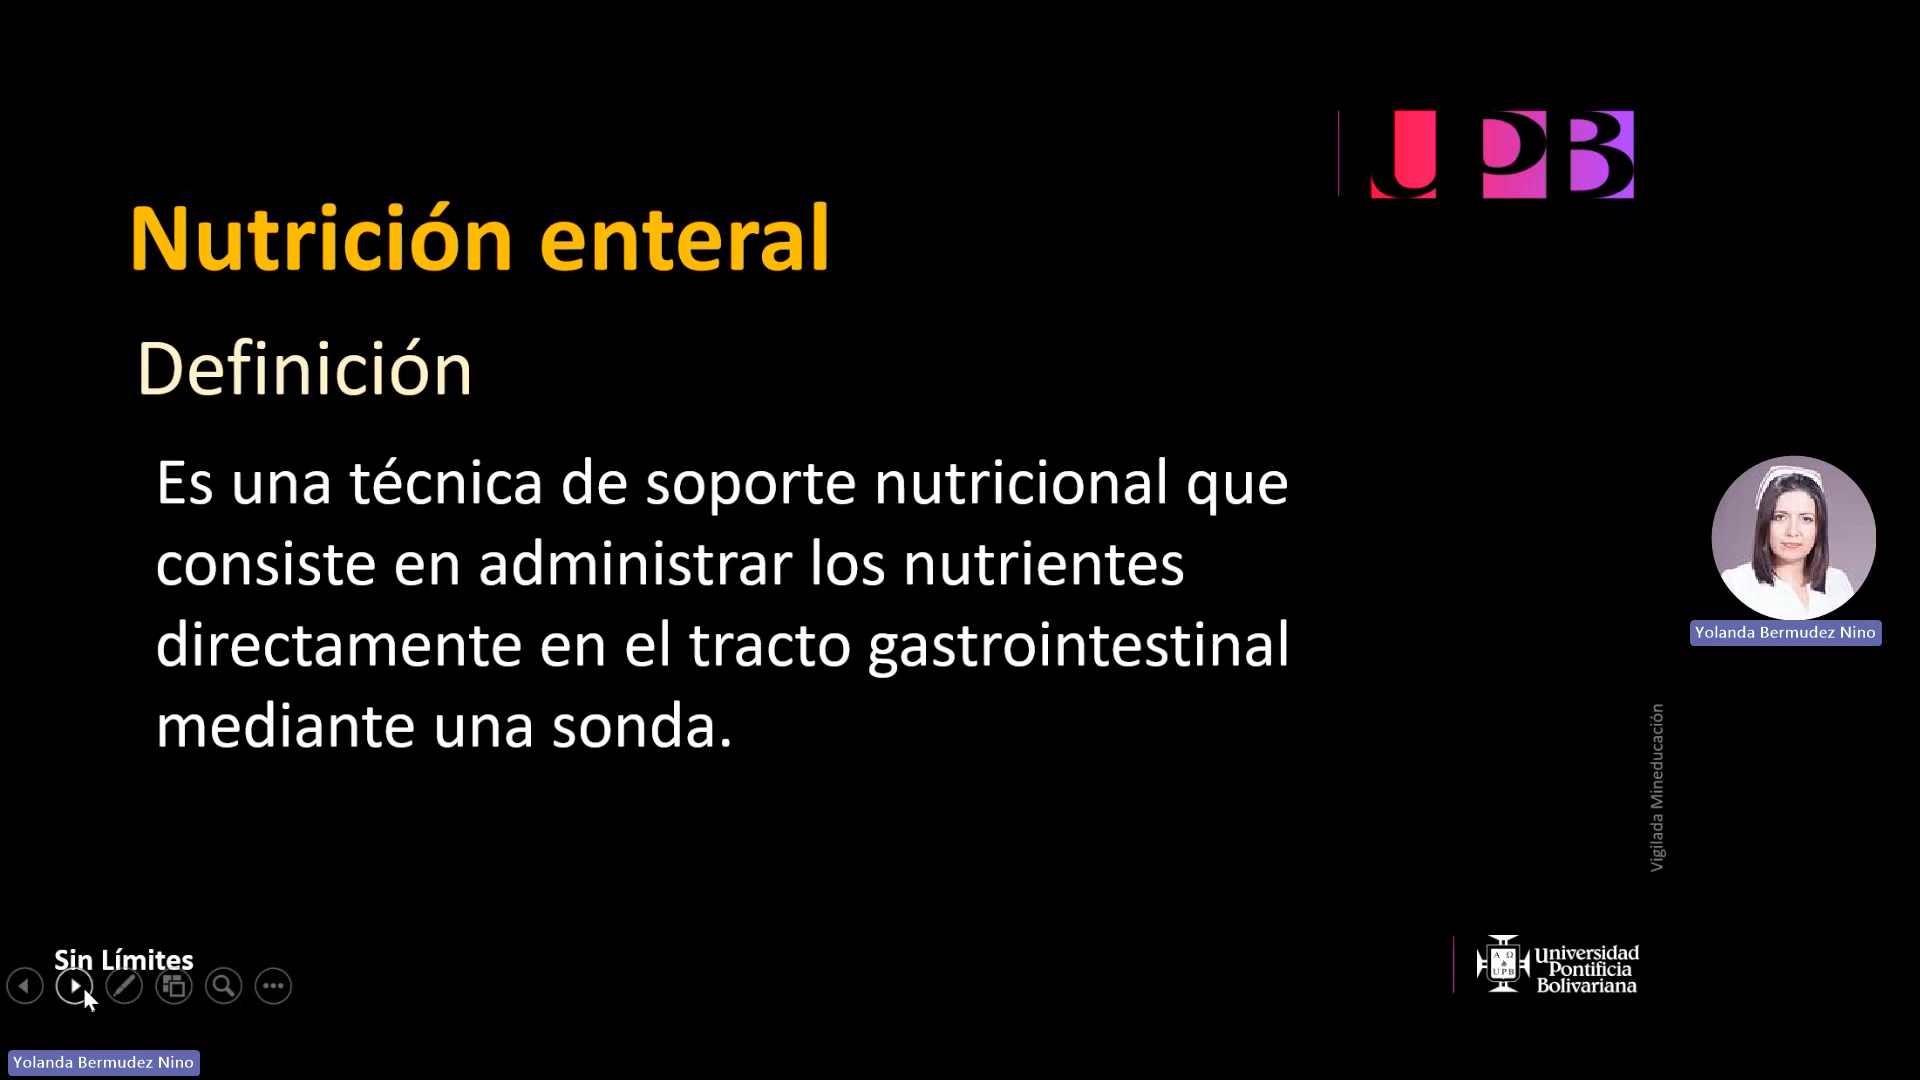 UPB
Nutrición enteral
Definición
Es una técnica de soporte nutricional que
consiste en administrar los nutrientes
directamente en el tracto gastrointestinal
mediante una sonda.
Yolanda Bermudez Nino
Vigilada Mineducación
Sin Límites
A Ω
UPB
Universidad
Pontificia
Bolivariana
Yolanda Bermudez Nino